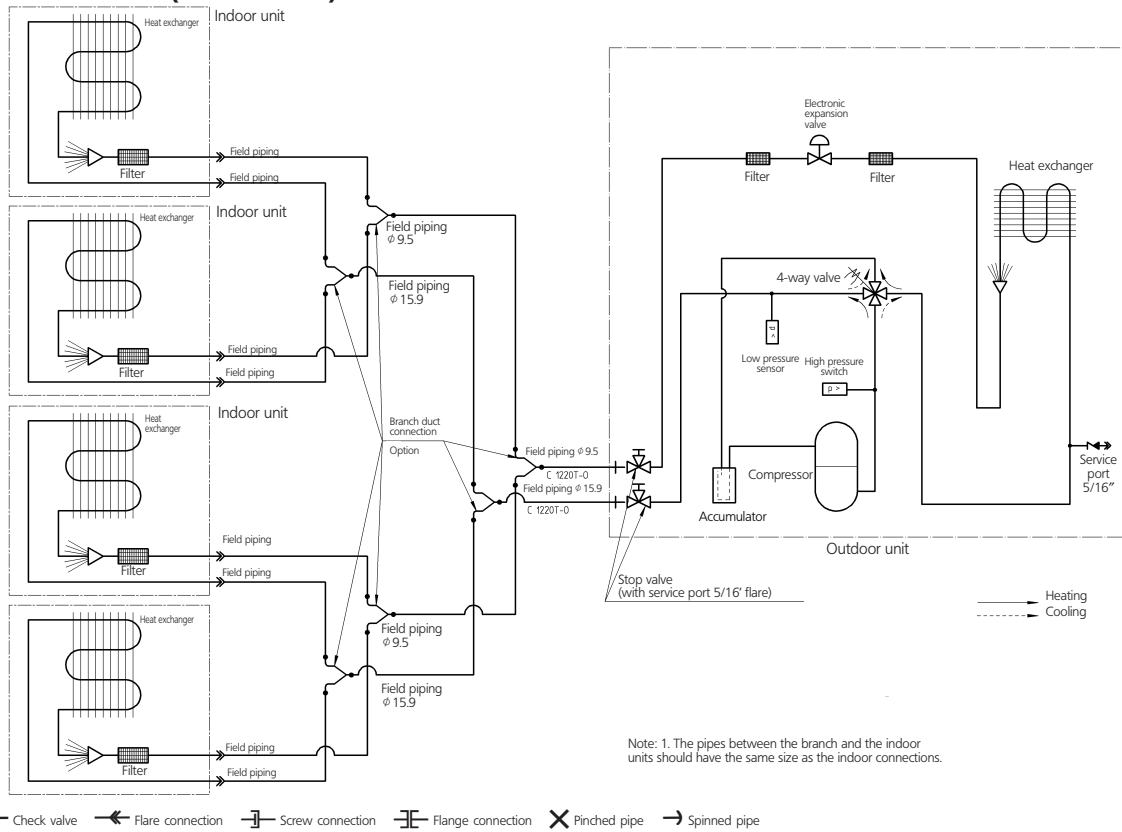 Heat exchanger
Indoor unit
Filter
Field piping
Field piping
Heat exchanger
Indoor unit
Filter
Field piping
Field piping
Heat
exchanger
Indoor unit
Filter
Field piping
Field piping
Heat exchanger
Filter
Field piping
Field piping
Field piping
φ 9.5
Field piping
φ 15.9
Branch duct
connection
Option
Field piping
φ 9.5
Field piping
φ 15.9
Field piping φ 9.5
C 1220T-O
Field piping φ 15.9
C 1220T-O
Stop valve
(with service port 5/16' flare)
Electronic
expansion
valve
Filter
Filter
Heat exchanger
4-way valve
P <
Low pressure
sensor
High pressure
switch
P >
Compressor
Accumulator
Service
port
5/16″
Outdoor unit
Heating
Cooling
Note: 1. The pipes between the branch and the indoor
units should have the same size as the indoor connections.
Check valve
Flare connection
Screw connection
Flange connection
Pinched pipe
Spinned pipe